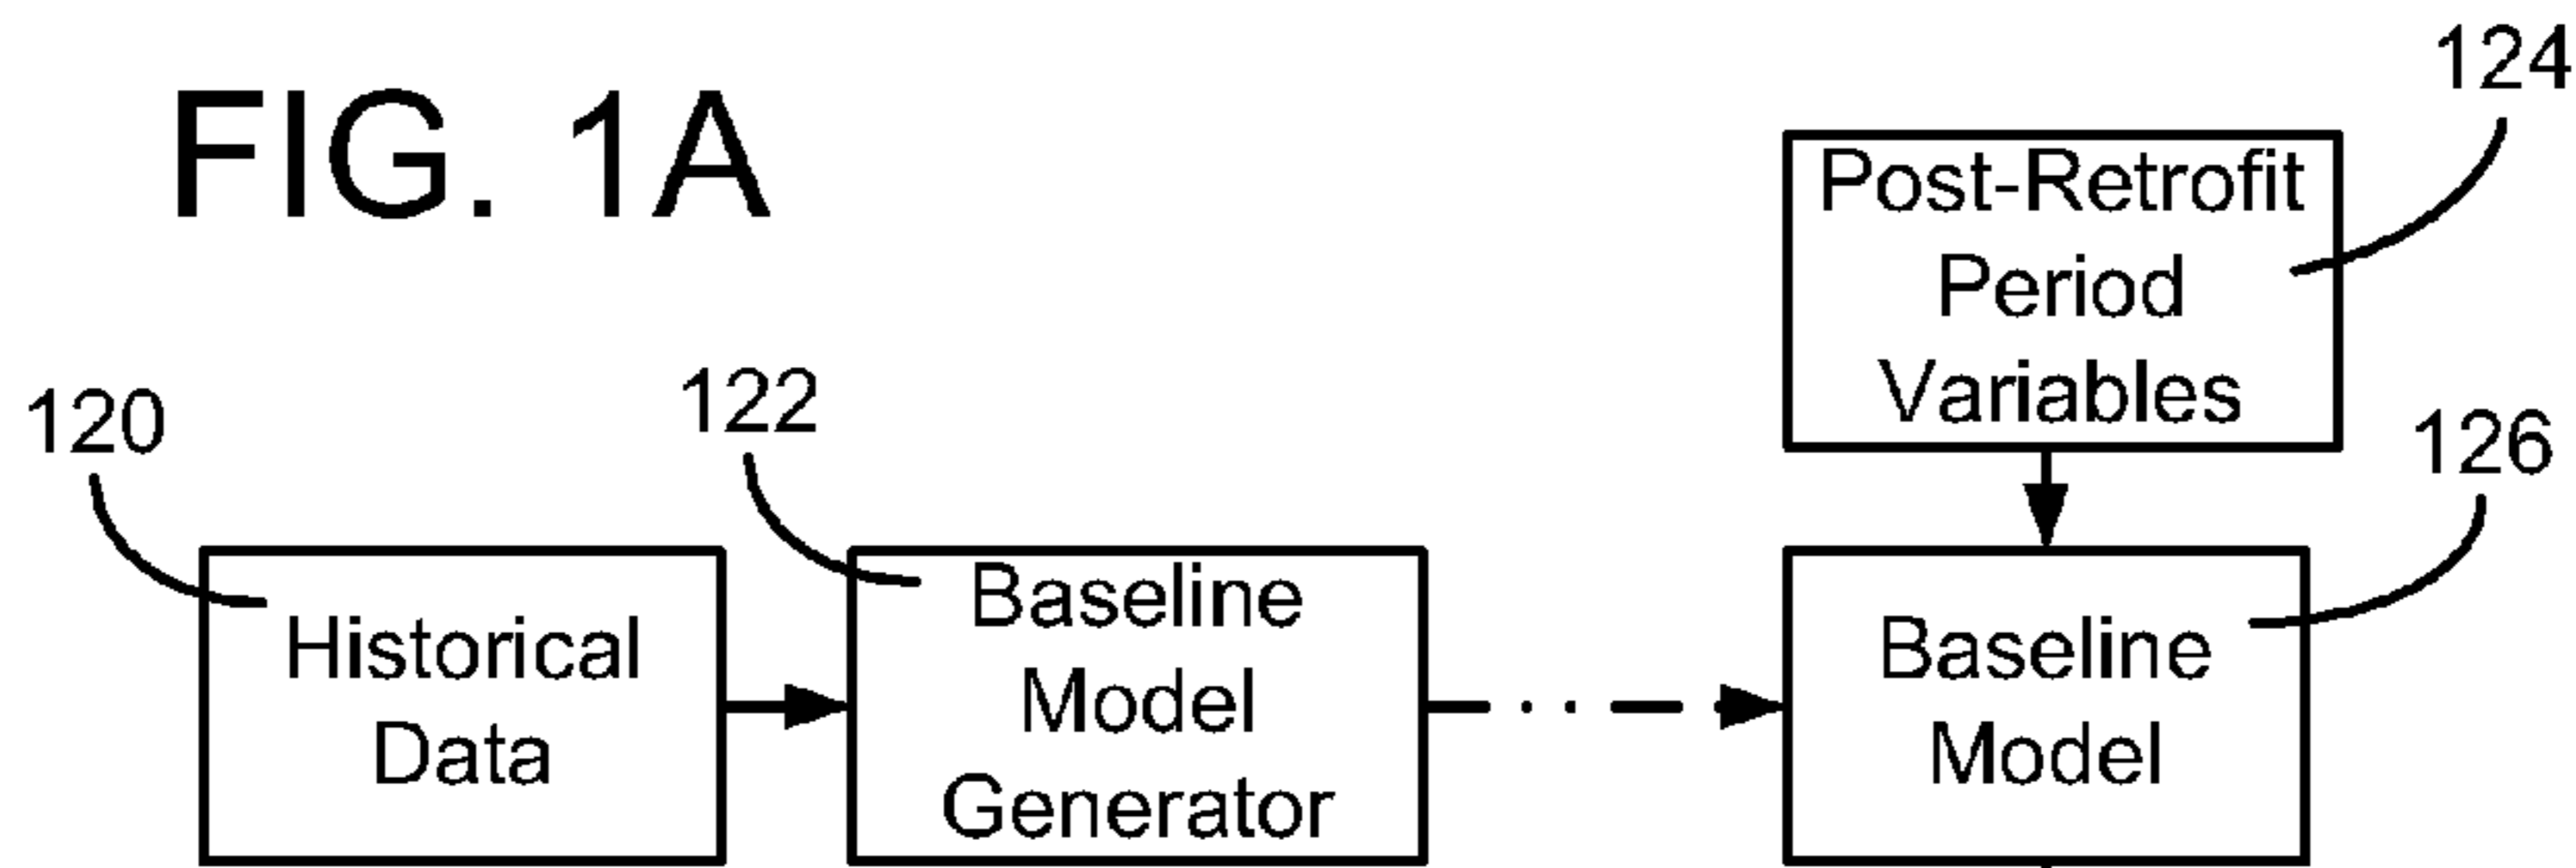 FIG. 1A
124
Post-Retrofit
Period
Variables
120
122
126
Historical
Data
Baseline
Model
Generator
Baseline
Model